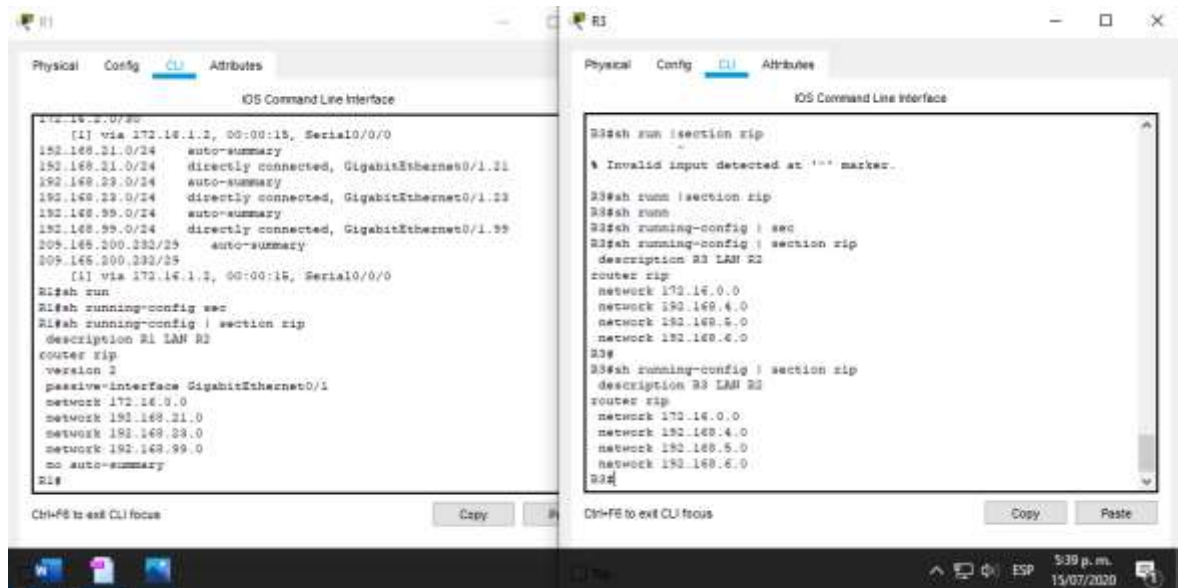 R1
Physical Config CLI Attributes
IOS Command Line Interface
172.16.2.0/30
[1] via 172.16.1.2, 00:00:15, Serial0/0/0
192.168.21.0/24 auto-summary
192.168.21.0/24 directly connected, GigabitEthernet0/1.21
192.168.23.0/24 auto-summary
192.168.23.0/24 directly connected, GigabitEthernet0/1.23
192.168.99.0/24 auto-summary
192.168.99.0/24 directly connected, GigabitEthernet0/1.99
209.165.200.232/29 auto-summary
209.165.200.232/29
[1] via 172.16.1.2, 00:00:15, Serial0/0/0
R1#sh run
R1#sh running-config sec
R1#sh running-config | section rip
description R1 LAN R2
router rip
version 2
passive-interface GigabitEthernet0/1
network 172.16.0.0
network 192.168.21.0
network 192.168.23.0
network 192.168.99.0
no auto-summary
R1#
Ctrl+F6 to exit CLI focus
Copy
R3
Physical Config CLI Attributes
IOS Command Line Interface
R3#sh run |section rip
^
% Invalid input detected at '^' marker.
R3#sh runn |section rip
R3#sh runn
R3#sh running-config | sec
R3#sh running-config | section rip
description R3 LAN R2
router rip
network 172.16.0.0
network 192.168.4.0
network 192.168.5.0
network 192.168.6.0
R3#
R3#sh running-config | section rip
description R3 LAN R2
router rip
network 172.16.0.0
network 192.168.4.0
network 192.168.5.0
network 192.168.6.0
R3#
Ctrl+F6 to exit CLI focus
Copy Paste
Top
ESP
5:39 p. m.
15/07/2020